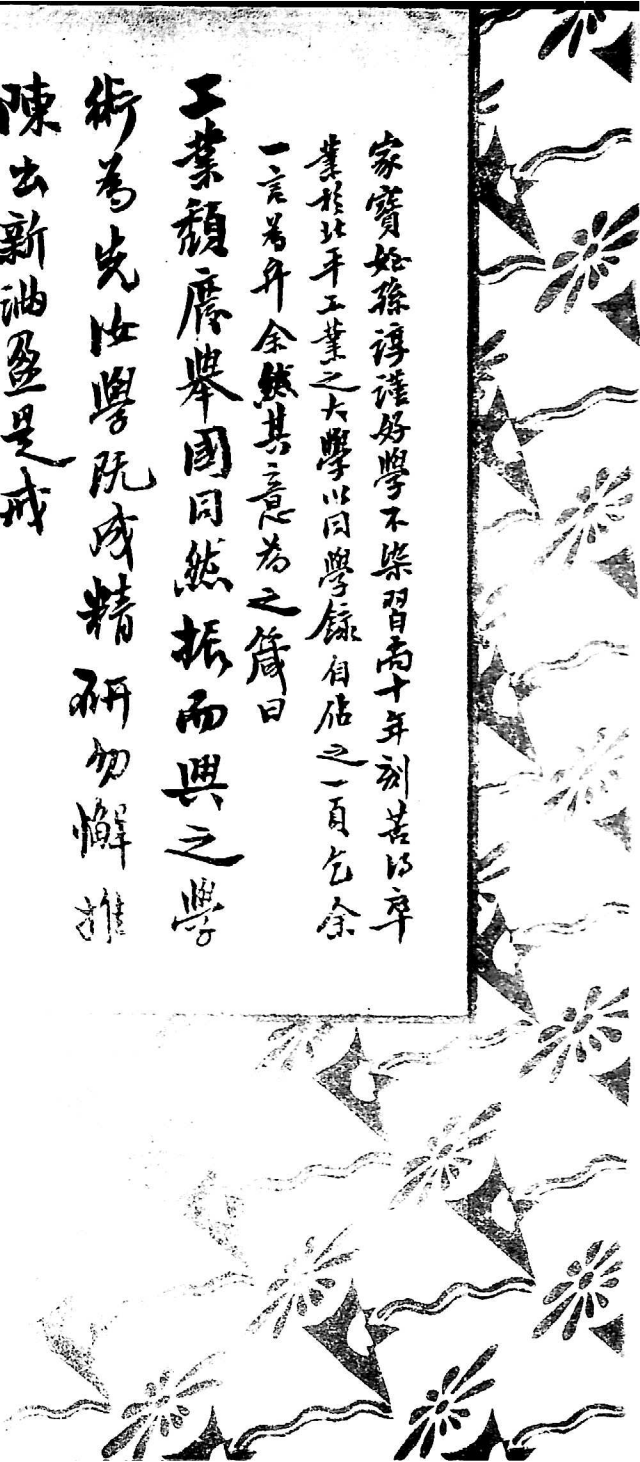 家寶姪孫諄謹好學不染習尚十年刻苦得卒
業於北平工業之大學以同學錄自佔之一頁乞余
一言為弁余然其意為之箴曰
工業頹廢舉國同然振而興之學
術為先汝學既成精研勿懈推
陳出新滿盈是戒